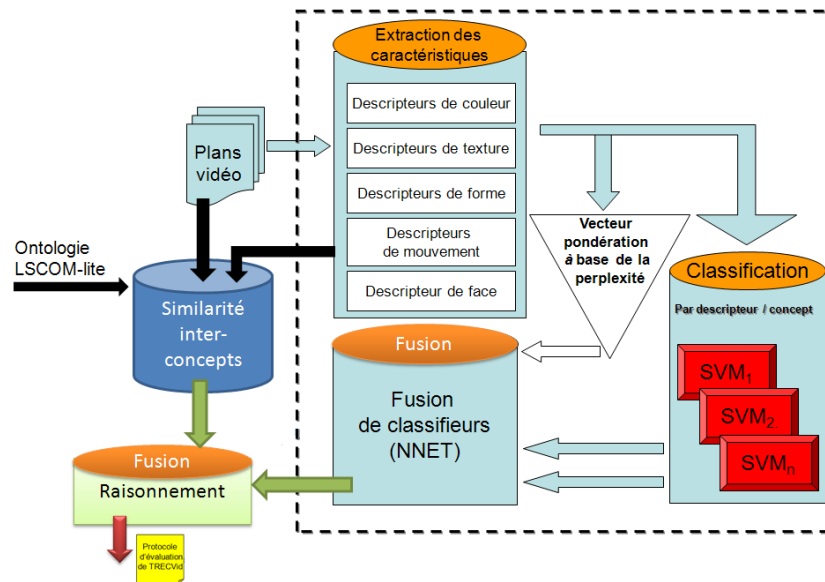 Extraction des
caractéristiques
Descripteurs de couleur
Descripteurs de texture
Descripteurs de forme
Descripteurs
de mouvement
Descripteur de face
Plans
vidéo
Ontologie
LSCOM-lite
Similarité
inter-
concepts
Vecteur
pondération
à base de la
perplexité
Classification
Par descripteur / concept
SVM1
SVM2.
SVMn
Fusion
Fusion
de classifieurs
(NNET)
Fusion
Raisonnement
Protocole
d'évaluation
de TRECVid